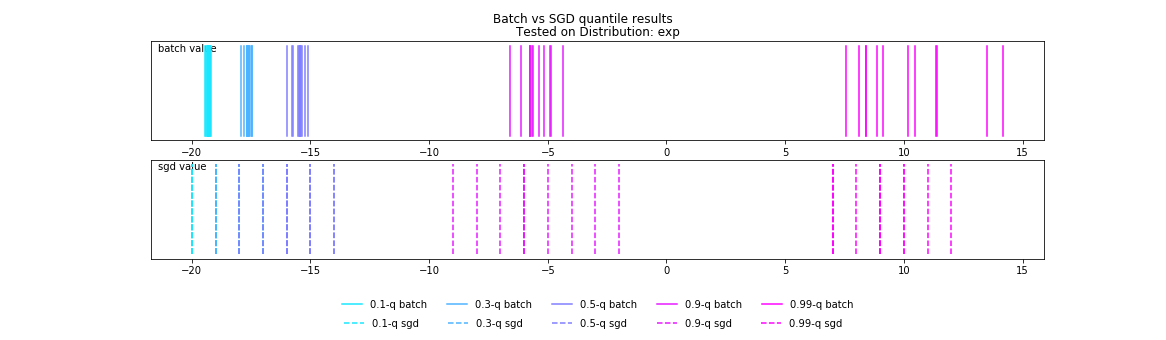 Batch vs SGD quantile results
Tested on Distribution: exp
batch value
−20 −15 −10 −5 0 5 10 15
sgd value
−20 −15 −10 −5 0 5 10 15
0.1-q batch 0.3-q batch 0.5-q batch 0.9-q batch 0.99-q batch
0.1-q sgd 0.3-q sgd 0.5-q sgd 0.9-q sgd 0.99-q sgd